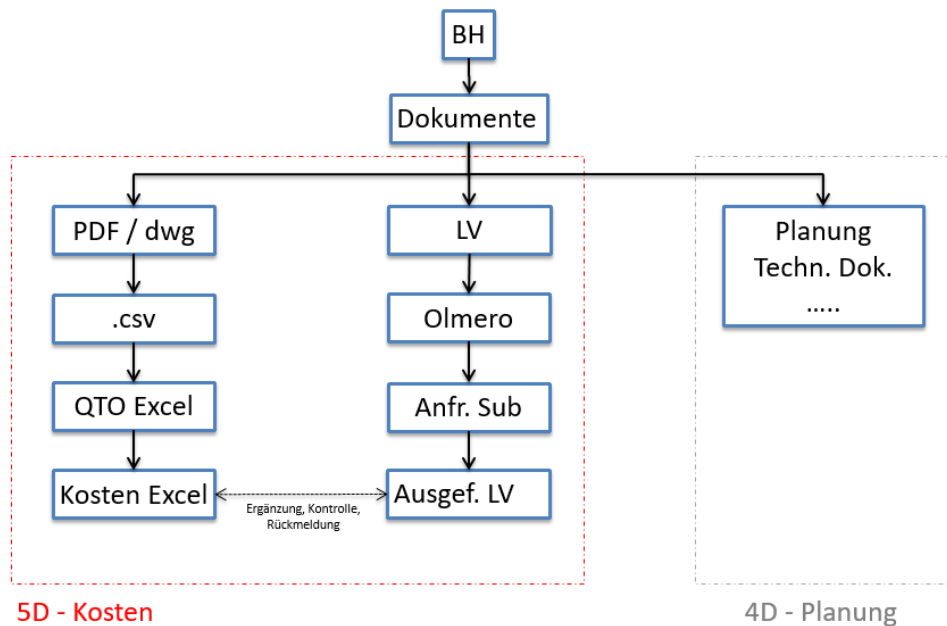 BH
Dokumente
PDF / dwg
LV
Planung
Techn. Dok.
.....
.csv
Olmero
QTO Excel
Anfr. Sub
Kosten Excel
Ausgef. LV
Ergänzung, Kontrolle,
Rückmeldung
5D - Kosten
4D - Planung